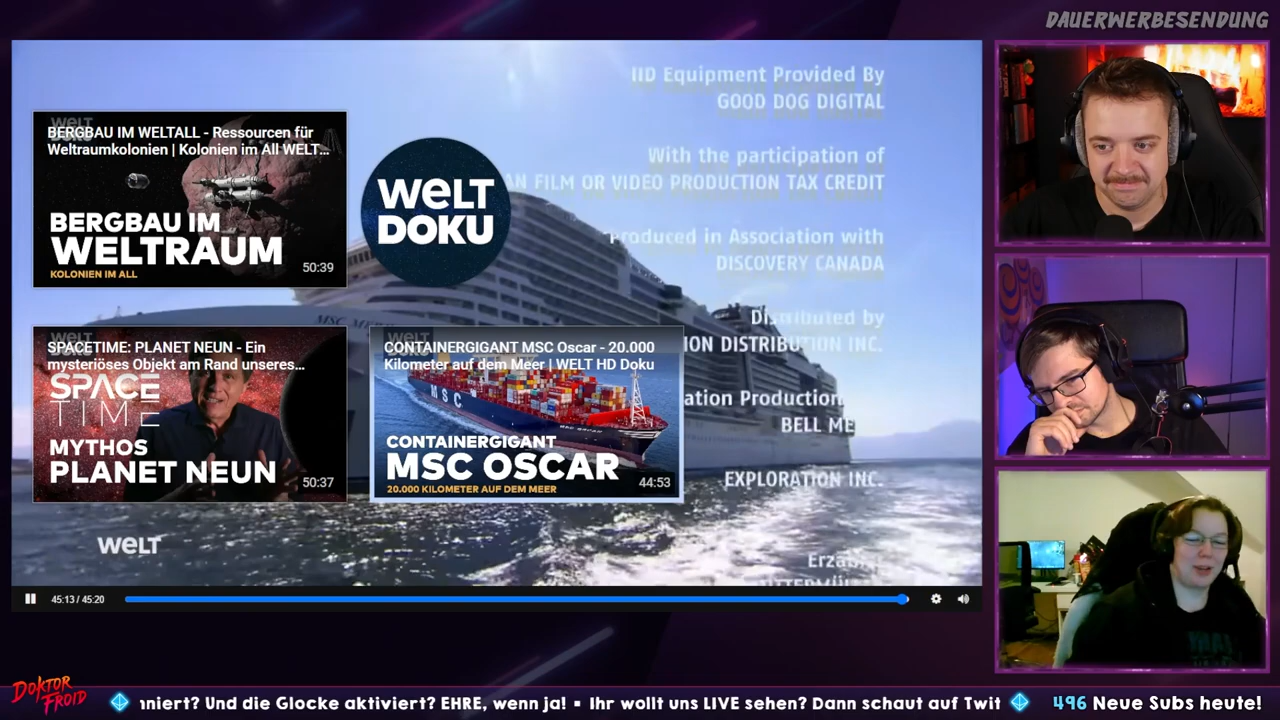 DAUERWERBESENDUNG
IID Equipment Provided By
GOOD DOG DIGITAL
With the participation of
AN FILM OR VIDEO PRODUCTION TAX CREDIT
Produced in Association with
DISCOVERY CANADA
Distributed by
ION DISTRIBUTION INC.
ation Production
BELL ME
EXPLORATION INC.
WELT
DOKU
BERGBAU IM WELTALL - Ressourcen für
Weltraumkolonien | Kolonien im All WELT...
BERGBAU IM
WELTRAUM
KOLONIEN IM ALL
50:39
WELT
DOKU
SPACETIME: PLANET NEUN - Ein
mysteriöses Objekt am Rand unseres...
SPACE
TIME
MYTHOS
PLANET NEUN
50:37
CONTAINERGIGANT MSC Oscar - 20.000
Kilometer auf dem Meer | WELT HD Doku
MSC
CONTAINERGIGANT
MSC OSCAR
20.000 KILOMETER AUF DEM MEER
44:53
WELT
45:13 / 45:20
DOKTOR
FROID
nniert? Und die Glocke aktiviert? EHRE, wenn ja! ▪ Ihr wollt uns LIVE sehen? Dann schaut auf Twit
496 Neue Subs heute!